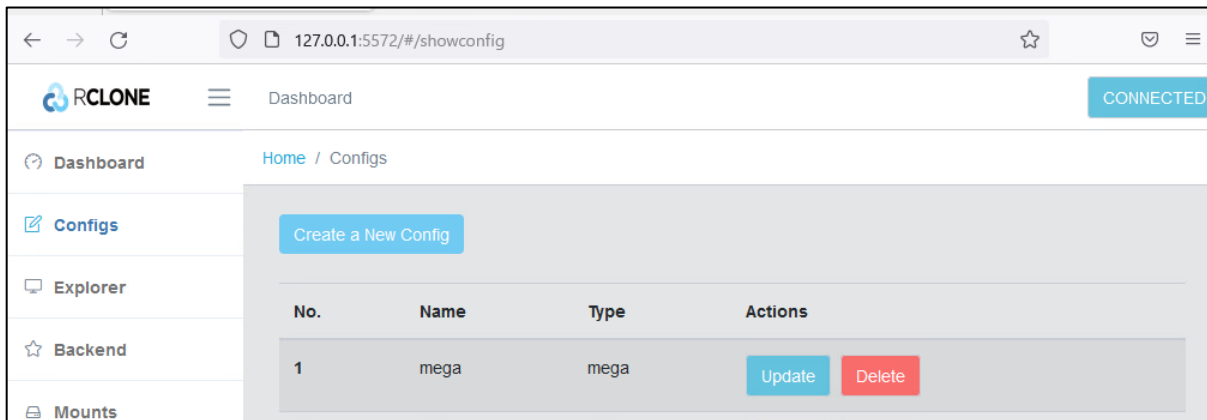 127.0.0.1:5572/#/showconfig
RCLONE Dashboard CONNECTED
Dashboard
Home / Configs
Configs
Create a New Config
Explorer
No. Name Type Actions
Backend
1 mega mega Update Delete
Mounts